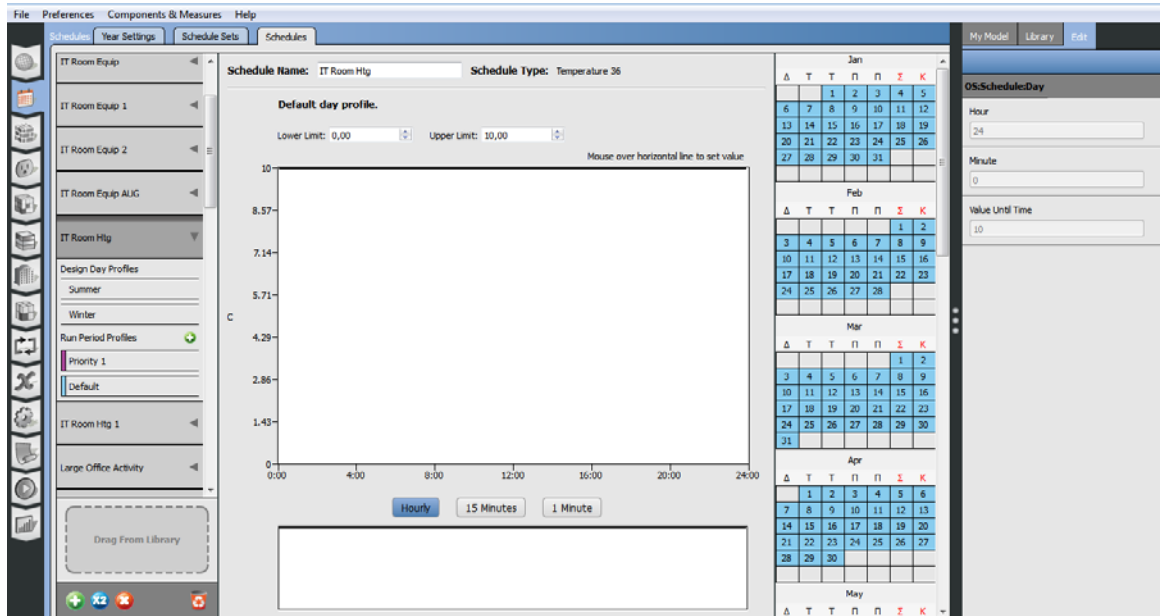 File Preferences Components & Measures Help
Schedules Year Settings Schedule Sets Schedules
My Model Library Edit
IT Room Equip
IT Room Equip 1
IT Room Equip 2
IT Room Equip AUG
IT Room Htg
Design Day Profiles
Summer
Winter
Run Period Profiles
Priority 1
Default
IT Room Htg 1
Large Office Activity
Drag From Library
X2
Schedule Name: IT Room Htg Schedule Type: Temperature 36
Default day profile.
Lower Limit: 0,00 Upper Limit: 10,00
Mouse over horizontal line to set value
10
8.57
7.14
5.71
C
4.29
2.86
1.43
0
0:00 4:00 8:00 12:00 16:00 20:00 24:00
Hourly 15 Minutes 1 Minute
Jan
Δ Τ Τ Π Π Σ Κ
1 2 3 4 5
6 7 8 9 10 11 12
13 14 15 16 17 18 19
20 21 22 23 24 25 26
27 28 29 30 31
Feb
Δ Τ Τ Π Π Σ Κ
1 2
3 4 5 6 7 8 9
10 11 12 13 14 15 16
17 18 19 20 21 22 23
24 25 26 27 28
Mar
Δ Τ Τ Π Π Σ Κ
1 2
3 4 5 6 7 8 9
10 11 12 13 14 15 16
17 18 19 20 21 22 23
24 25 26 27 28 29 30
31
Apr
Δ Τ Τ Π Π Σ Κ
1 2 3 4 5 6
7 8 9 10 11 12 13
14 15 16 17 18 19 20
21 22 23 24 25 26 27
28 29 30
May
Δ Τ Τ Π Π Σ Κ
OS:Schedule:Day
Hour
24
Minute
0
Value Until Time
10